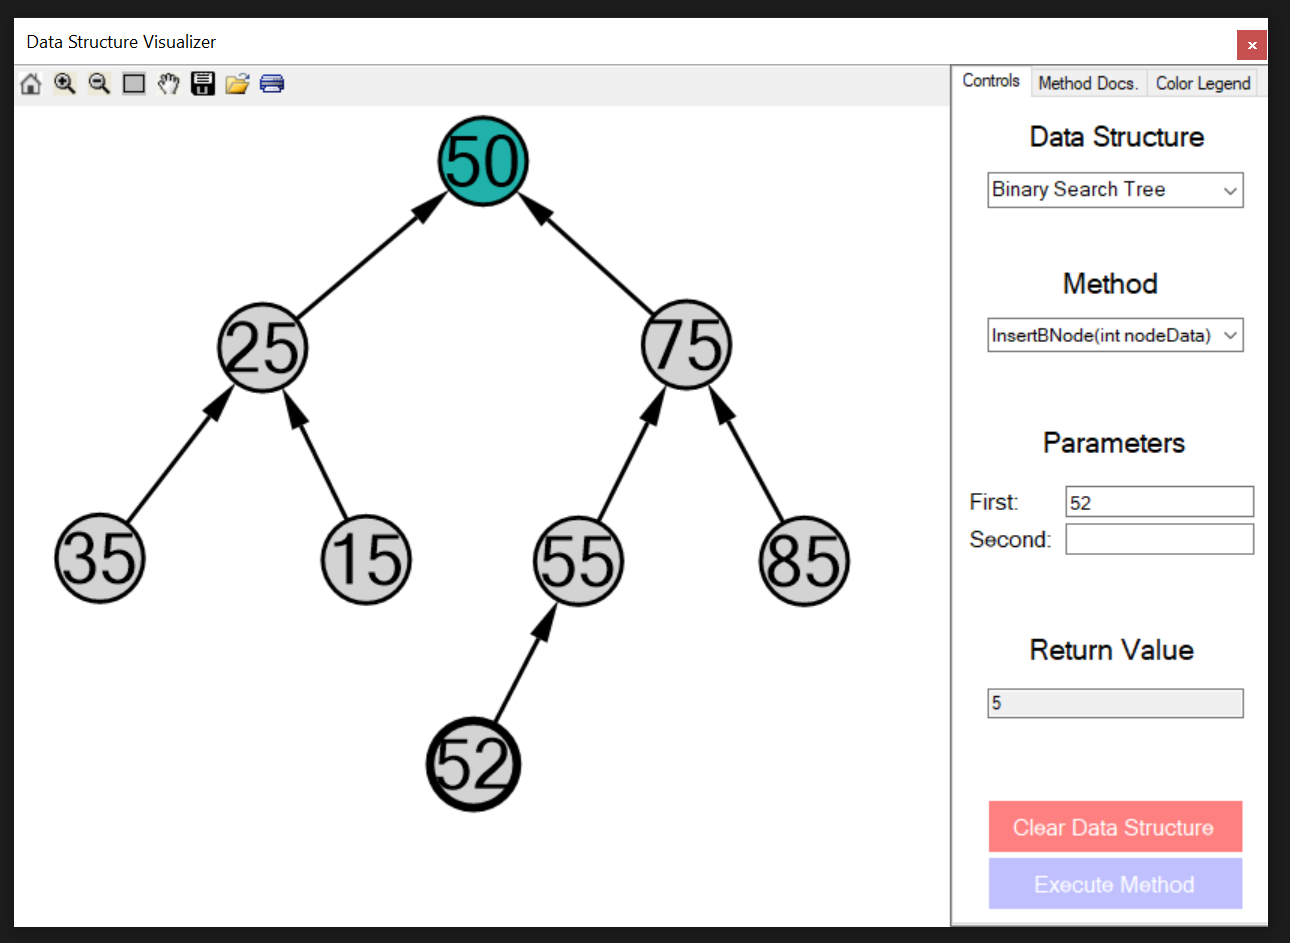 Data Structure Visualizer
Controls
Method Docs.
Color Legend
50
25
75
35
15
55
85
52
Data Structure
Binary Search Tree
Method
InsertBNode(int nodeData)
Parameters
First:
52
Second:
Return Value
5
Clear Data Structure
Execute Method